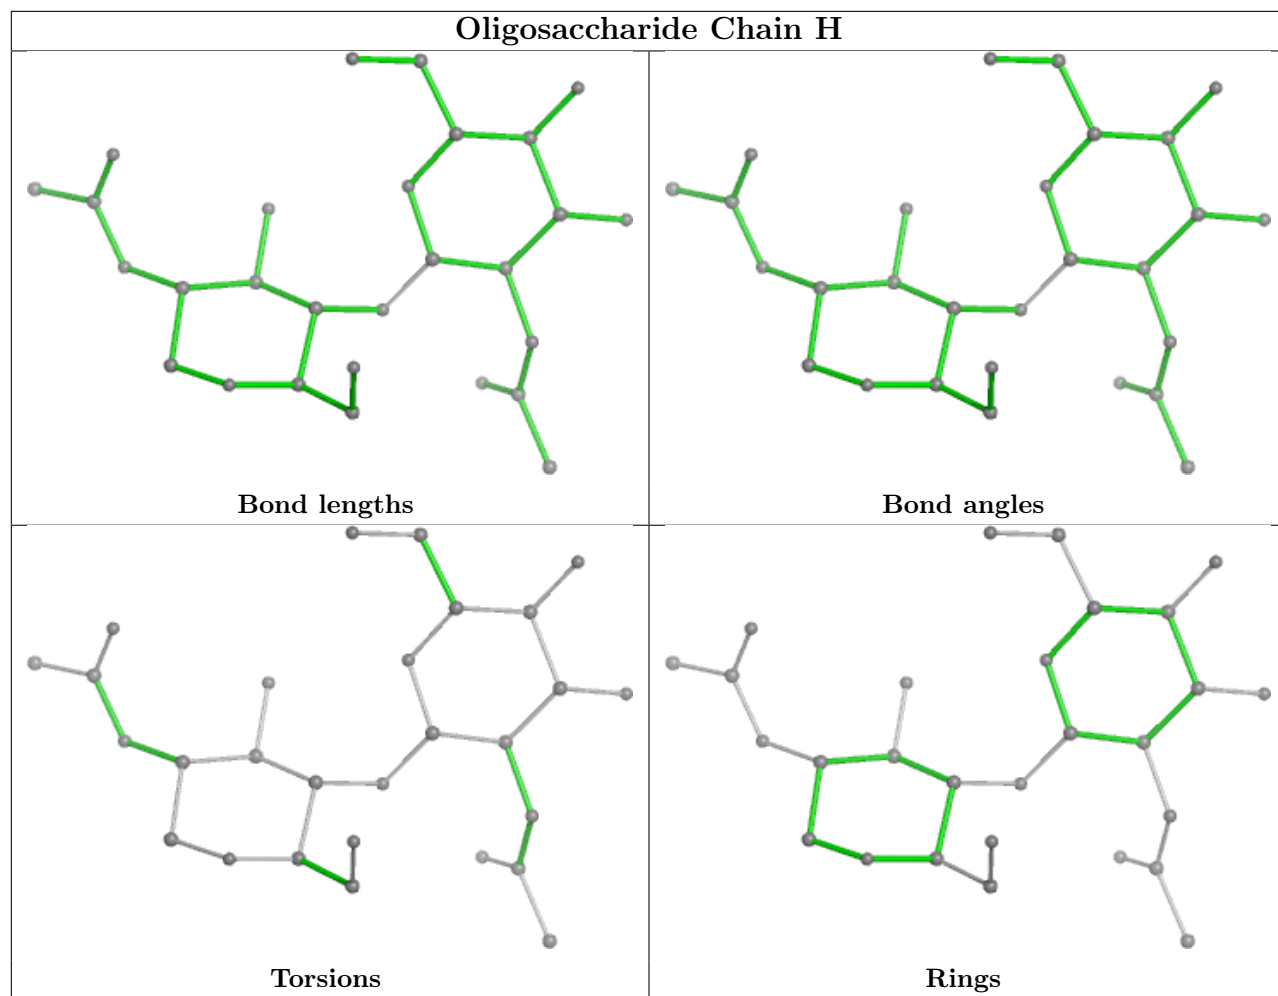 Oligosaccharide Chain H
Bond lengths
Bond angles
Torsions
Rings